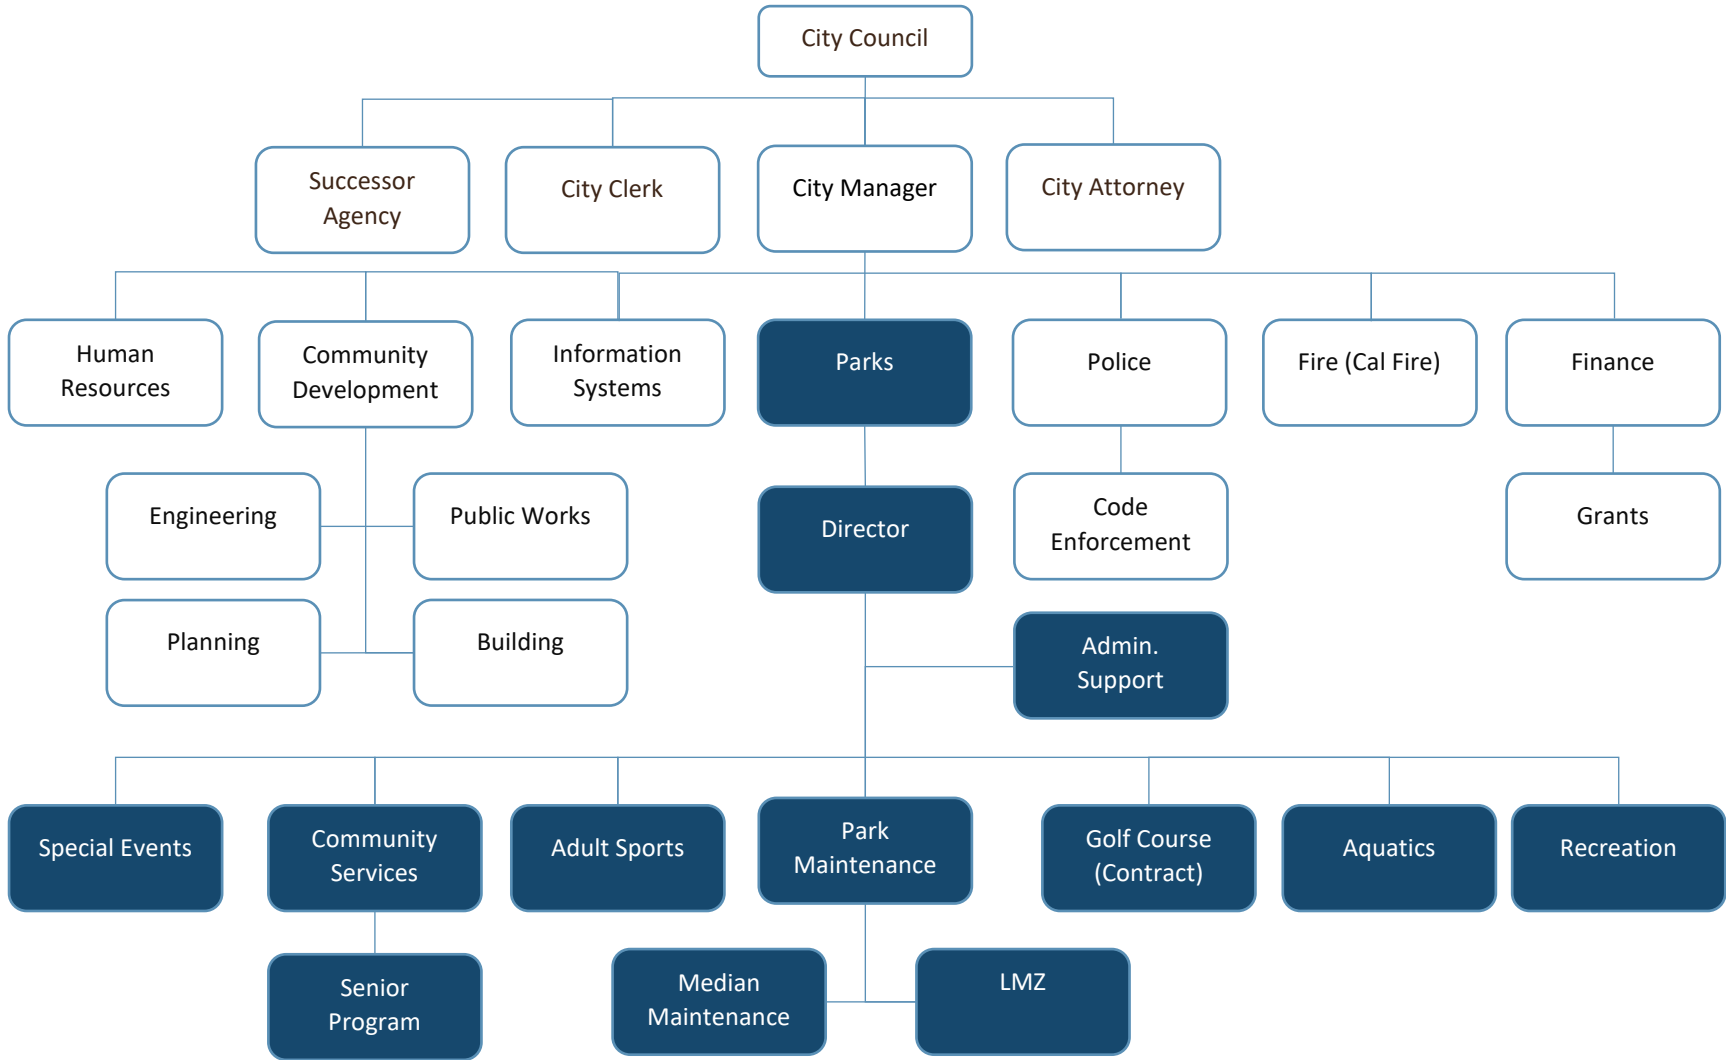 City Council
Successor
Agency
City Clerk
City Manager
City Attorney
Human
Resources
Community
Development
Information
Systems
Parks
Police
Fire (Cal Fire)
Finance
Engineering
Public Works
Director
Code
Enforcement
Grants
Planning
Building
Admin.
Support
Special Events
Community
Services
Adult Sports
Park
Maintenance
Golf Course
(Contract)
Aquatics
Recreation
Senior
Program
Median
Maintenance
LMZ